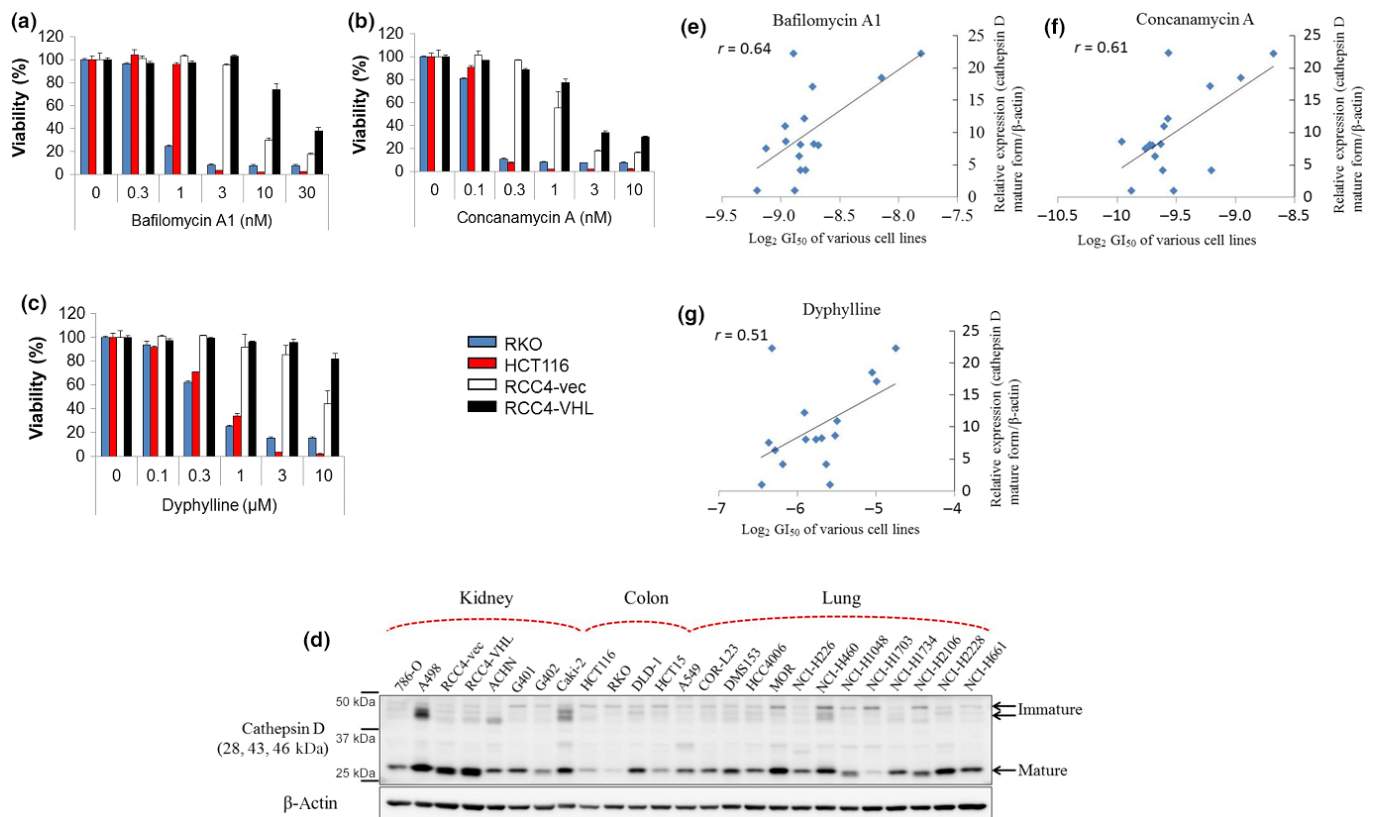 (a)
Viability (%)
120
100
80
60
40
20
0
0 0.3 1 3 10 30
Bafilomycin A1 (nM)
(b)
Viability (%)
120
100
80
60
40
20
0
0 0.1 0.3 1 3 10
Concanamycin A (nM)
(e)
Bafilomycin A1
r = 0.64
25
20
15
10
5
0
Relative expression (cathepsin D
mature form/β-actin)
−9.5 −9.0 −8.5 −8.0 −7.5
Log2 GI50 of various cell lines
(f)
Concanamycin A
r = 0.61
25
20
15
10
5
0
Relative expression (cathepsin D
mature form/β-actin)
−10.5 −10 −9.5 −9.0 −8.5
Log2 GI50 of various cell lines
(c)
Viability (%)
120
100
80
60
40
20
0
0 0.1 0.3 1 3 10
Dyphylline (µM)
RKO
HCT116
RCC4-vec
RCC4-VHL
(g)
Dyphylline
r = 0.51
25
20
15
10
5
0
Relative expression (cathepsin D
mature form/β-actin)
−7 −6 −5 −4
Log2 GI50 of various cell lines
(d)
Kidney Colon Lung
786-O A498 RCC4-vec RCC4-VHL ACHN G401 G402 Caki-2 HCT116 RKO DLD-1 HCT15 A549 COR-L23 DMS153 HCC4006 MOR NCI-H226 NCI-H460 NCI-H1048 NCI-H1703 NCI-H1734 NCI-H2106 NCI-H2228 NCI-H661
50 kDa
37 kDa
25 kDa
Cathepsin D
(28, 43, 46 kDa)
Immature
Mature
β-Actin